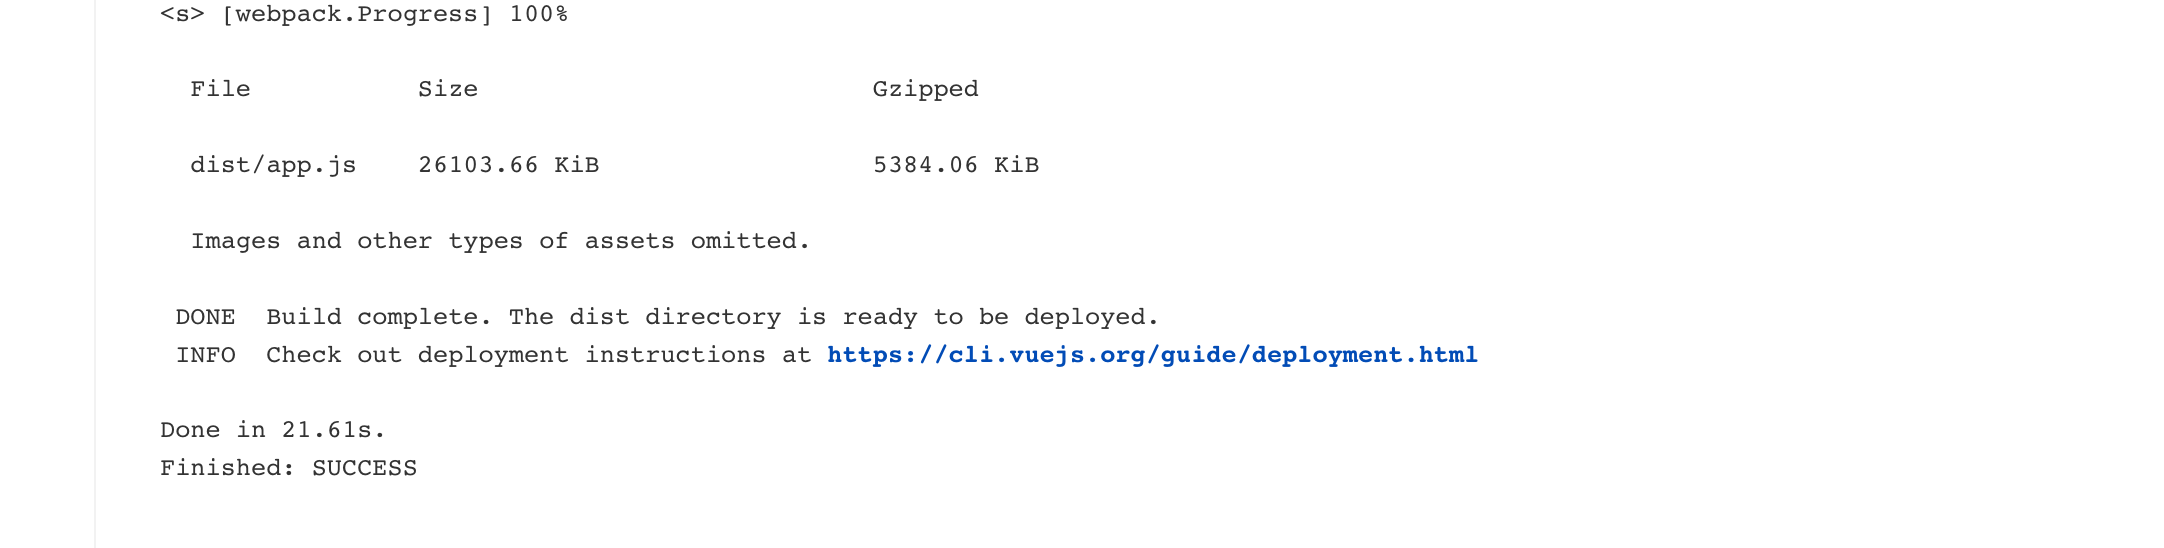 <s> [webpack.Progress] 100%
File Size Gzipped
dist/app.js 26103.66 KiB 5384.06 KiB
Images and other types of assets omitted.
DONE Build complete. The dist directory is ready to be deployed.
INFO Check out deployment instructions at https://cli.vuejs.org/guide/deployment.html
Done in 21.61s.
Finished: SUCCESS